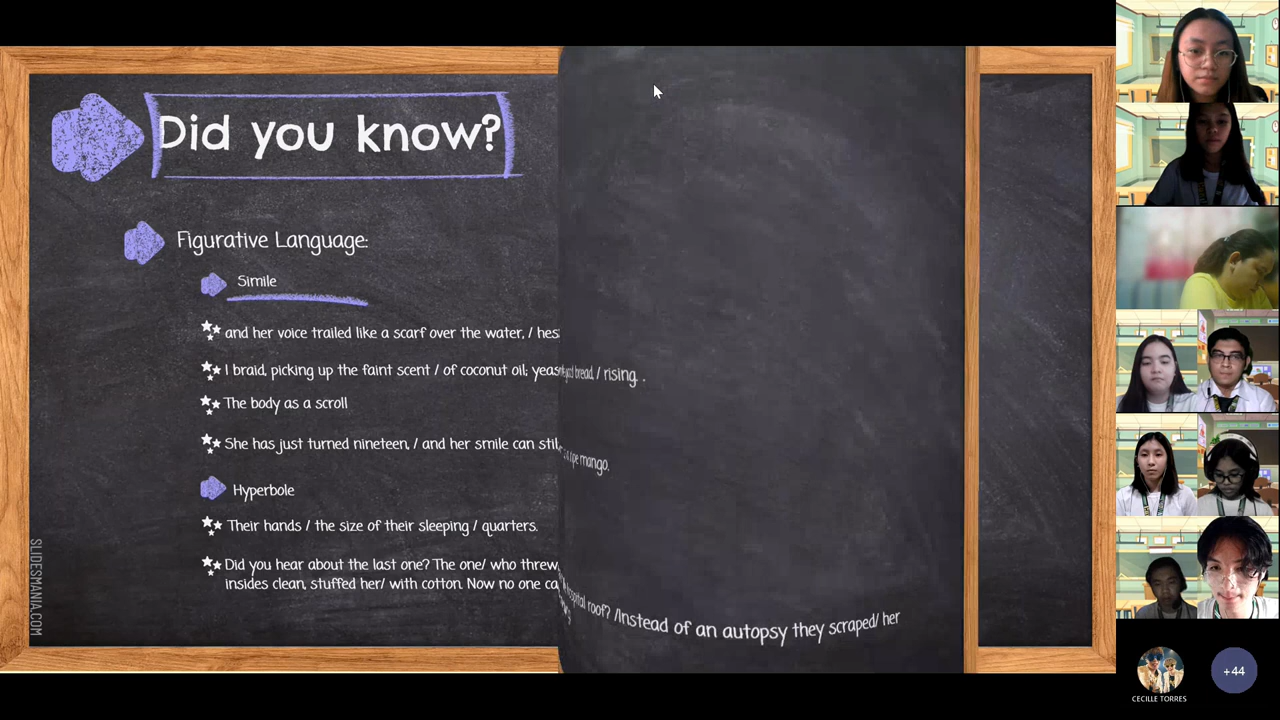 Did you know?
Figurative Language:
Simile
and her voice trailed like a scarf over the water, / hes
I braid, picking up the faint scent / of coconut oil; yeas bread, / rising. .
The body as a scroll
She has just turned nineteen, / and her smile can stil ripe mango.
Hyperbole
Their hands / the size of their sleeping / quarters.
Did you hear about the last one? The one/ who threw hospital roof? /Instead of an autopsy they scraped/ her
insides clean, stuffed her/ with cotton. Now no one ca
SLIDESMANIA.COM
CECILLE TORRES
+44